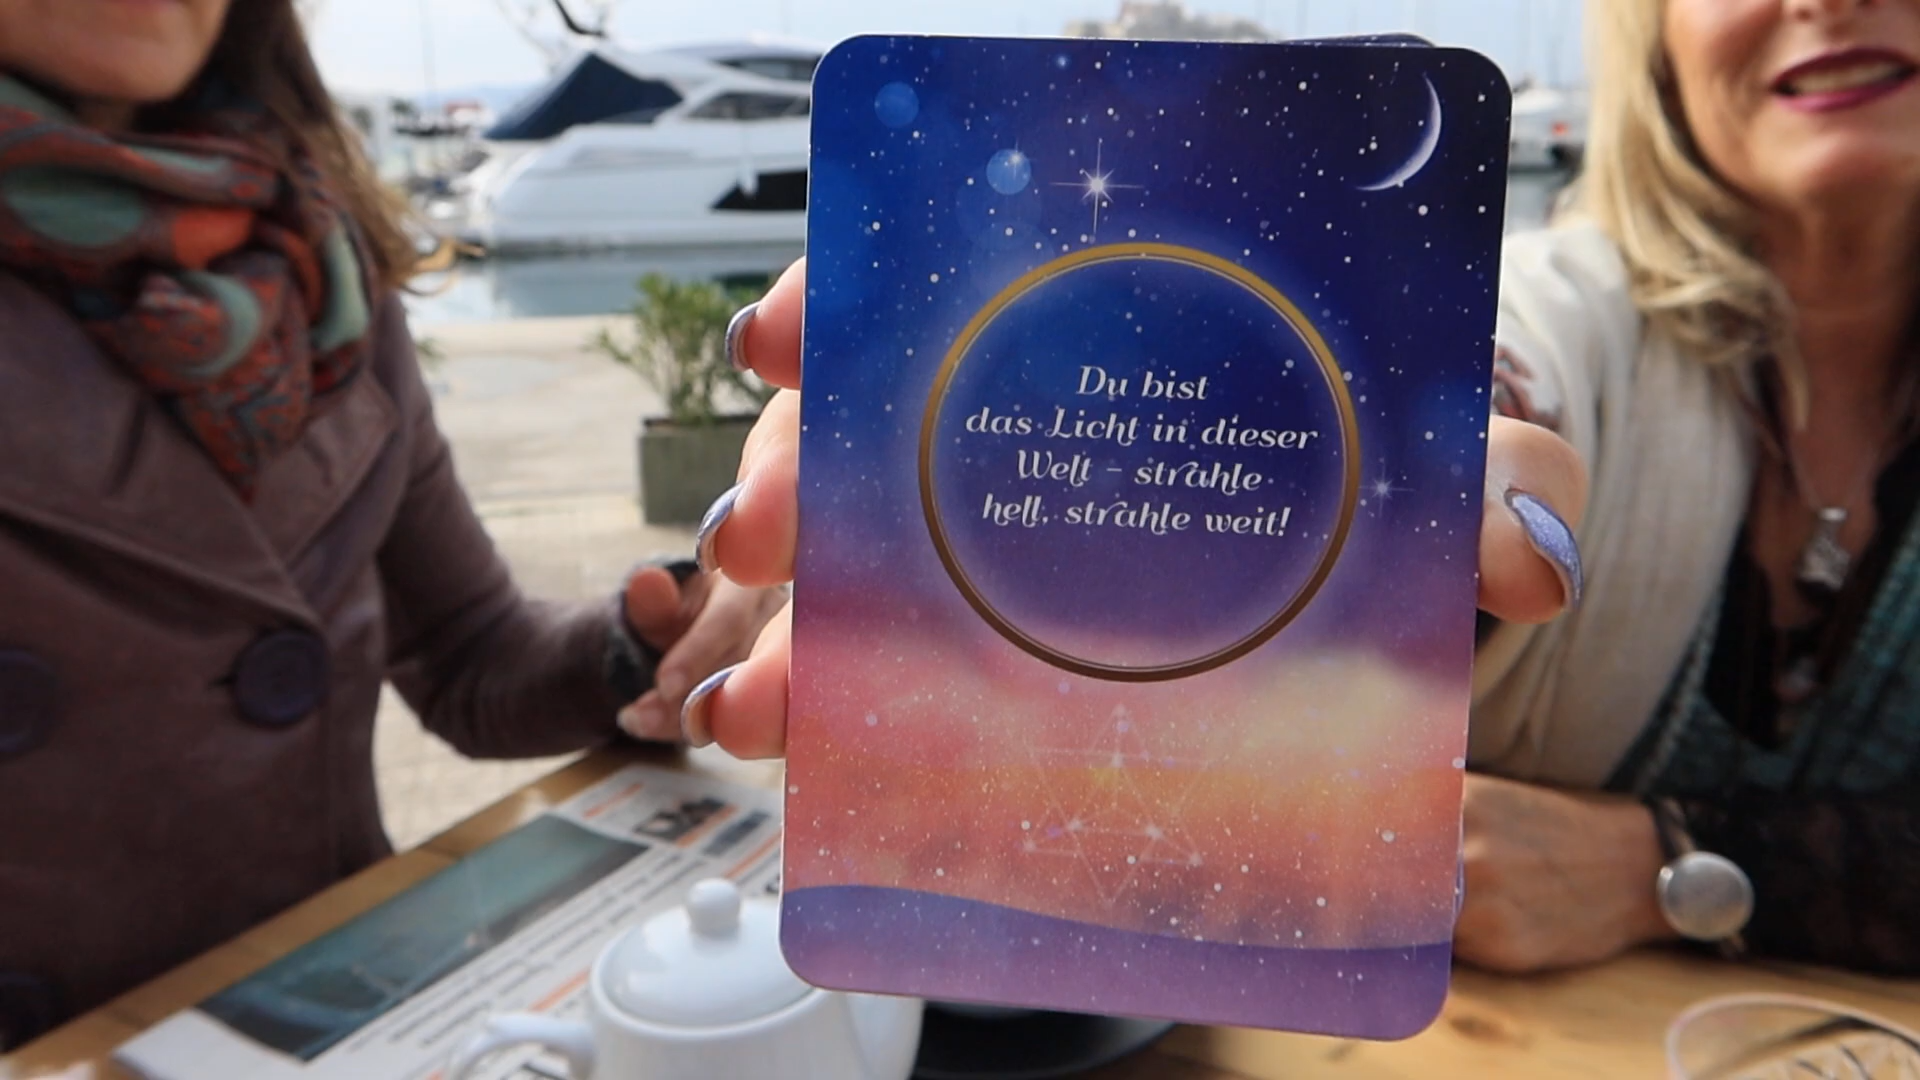 Du bist
das Licht in dieser
Welt – strahle
hell, strahle weit!